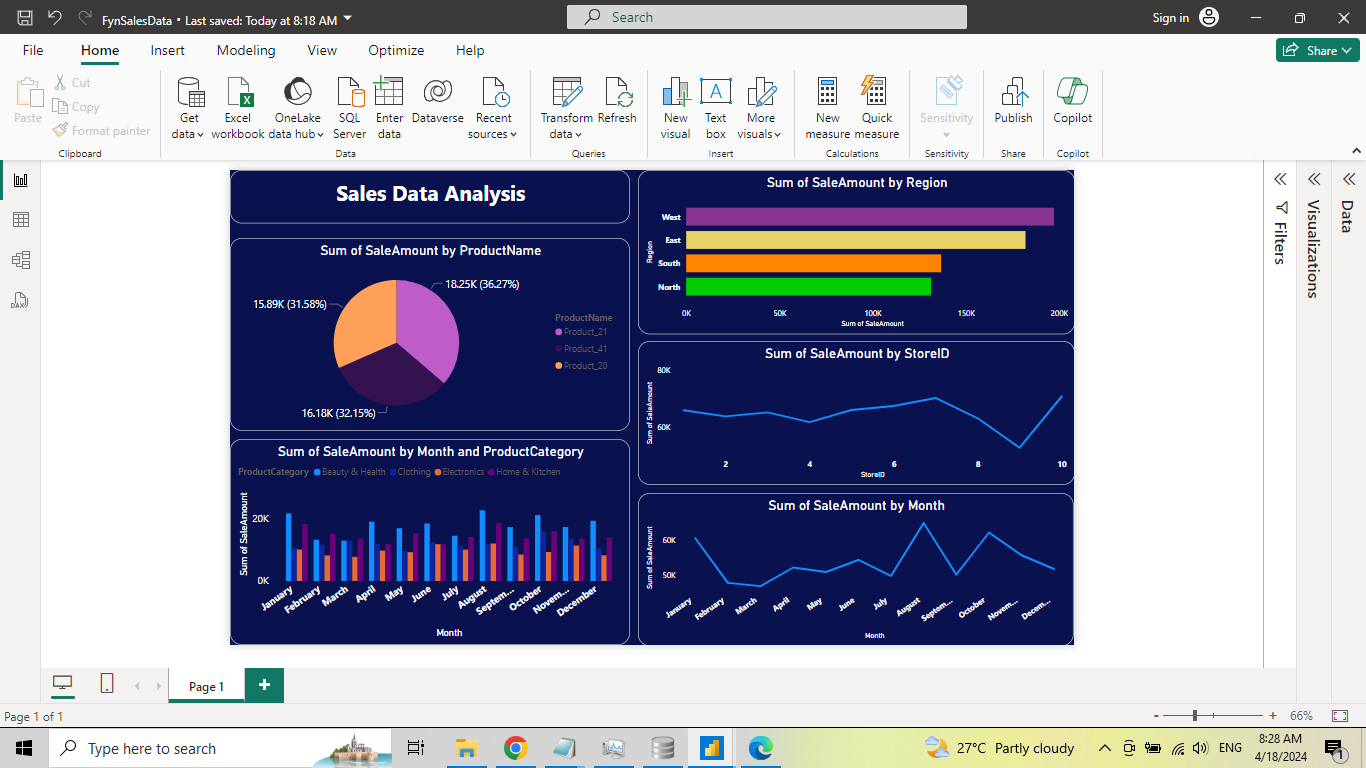 FynSalesData • Last saved: Today at 8:18 AM
Search
Sign in
File Home Insert Modeling View Optimize Help
Share
Paste
Cut
Copy
Format painter
Clipboard
Get data
Excel workbook
OneLake data hub
SQL Server
Enter data
Dataverse
Recent sources
Data
Transform data
Refresh
Queries
New visual
Text box
More visuals
Insert
New measure
Quick measure
Calculations
Sensitivity
Sensitivity
Publish
Share
Copilot
Copilot
Sales Data Analysis
Sum of SaleAmount by ProductName
18.25K (36.27%)
15.89K (31.58%)
16.18K (32.15%)
ProductName
Product_21
Product_41
Product_20
Sum of SaleAmount by Month and ProductCategory
ProductCategory Beauty & Health Clothing Electronics Home & Kitchen
Sum of SaleAmount
20K
0K
January February March April May June July August Septem... October Novem... December
Month
Sum of SaleAmount by Region
Region
West
East
South
North
0K 50K 100K 150K 200K
Sum of SaleAmount
Sum of SaleAmount by StoreID
Sum of SaleAmount
80K
60K
2 4 6 8 10
StoreID
Sum of SaleAmount by Month
Sum of SaleAmount
60K
50K
January February March April May June July August Septem... October Novem... Decem...
Month
Filters
Visualizations
Data
DAX
Page 1
Page 1 of 1
- + 66%
Type here to search
27°C Partly cloudy
ENG
8:28 AM
4/18/2024
1